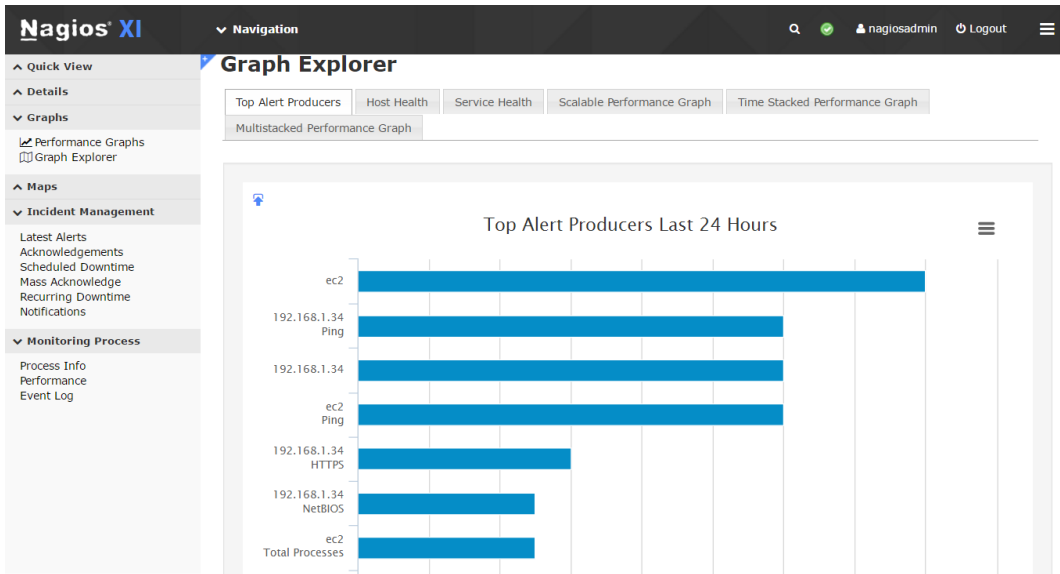 Nagios® XI
Navigation
nagiosadmin
Logout
Quick View
Details
Graphs
Performance Graphs
Graph Explorer
Maps
Incident Management
Latest Alerts
Acknowledgements
Scheduled Downtime
Mass Acknowledge
Recurring Downtime
Notifications
Monitoring Process
Process Info
Performance
Event Log
Graph Explorer
Top Alert Producers
Host Health
Service Health
Scalable Performance Graph
Time Stacked Performance Graph
Multistacked Performance Graph
Top Alert Producers Last 24 Hours
ec2
192.168.1.34
Ping
192.168.1.34
ec2
Ping
192.168.1.34
HTTPS
192.168.1.34
NetBIOS
ec2
Total Processes